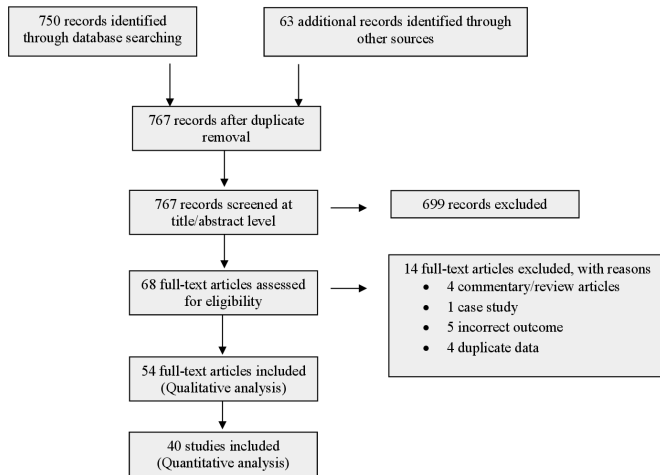 750 records identified
through database searching
63 additional records identified through
other sources
767 records after duplicate
removal
767 records screened at
title/abstract level
699 records excluded
68 full-text articles assessed
for eligibility
14 full-text articles excluded, with reasons
• 4 commentary/review articles
• 1 case study
• 5 incorrect outcome
• 4 duplicate data
54 full-text articles included
(Qualitative analysis)
40 studies included
(Quantitative analysis)